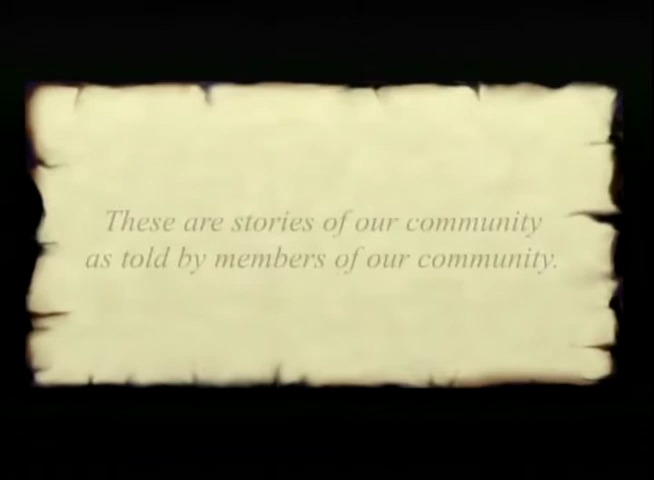 These are stories of our community
as told by members of our community.